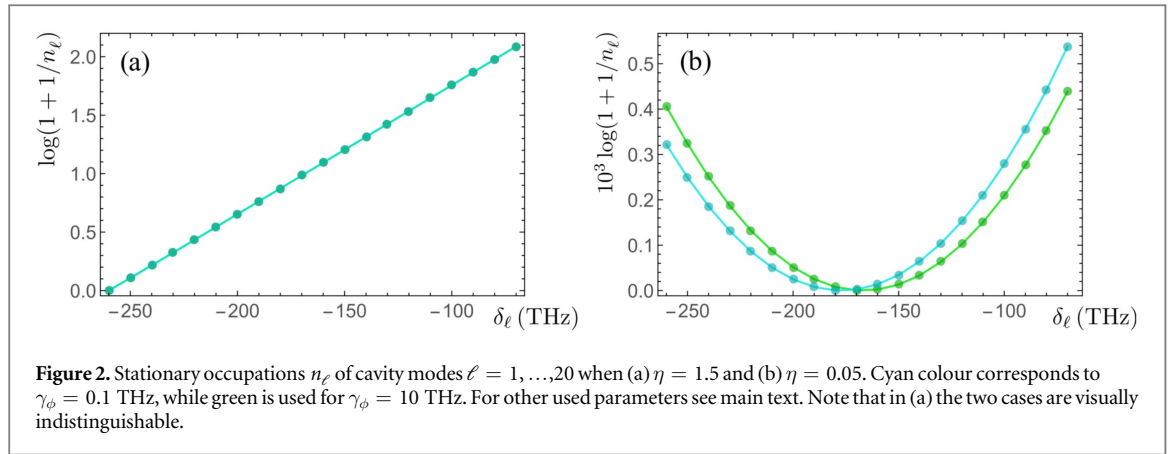 (a)
log(1 + 1/nℓ)
2.0
1.5
1.0
0.5
0.0
−250 −200 −150 −100
δℓ (THz)
(b)
10³ log(1 + 1/nℓ)
0.5
0.4
0.3
0.2
0.1
0.0
−250 −200 −150 −100
δℓ (THz)
Figure 2. Stationary occupations nℓ of cavity modes ℓ = 1, …,20 when (a) η = 1.5 and (b) η = 0.05. Cyan colour corresponds to
γϕ = 0.1 THz, while green is used for γϕ = 10 THz. For other used parameters see main text. Note that in (a) the two cases are visually
indistinguishable.